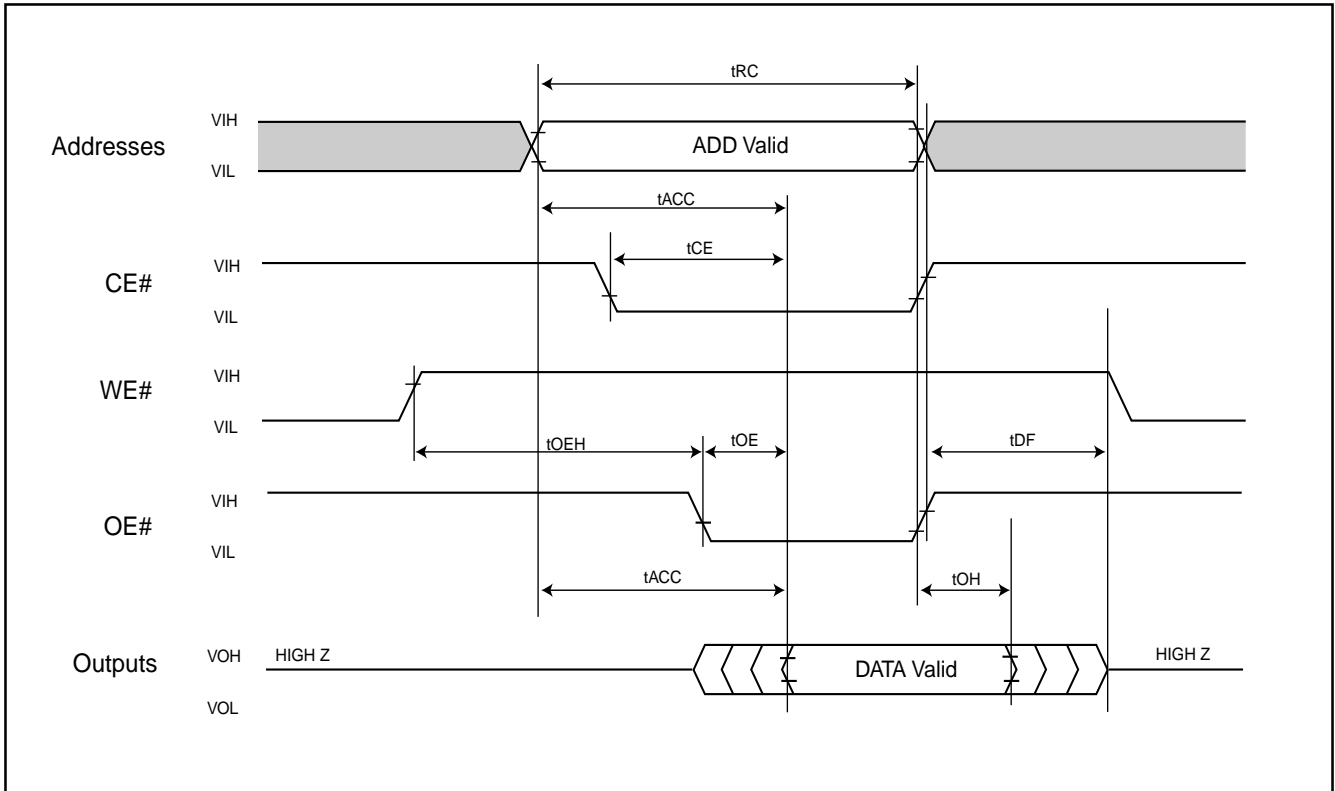 tRC
VIH
Addresses
ADD Valid
VIL
tACC
tCE
VIH
CE#
VIL
VIH
WE#
VIL
tOEH
tOE
tDF
VIH
OE#
VIL
tACC
tOH
Outputs
VOH
HIGH Z
DATA Valid
HIGH Z
VOL